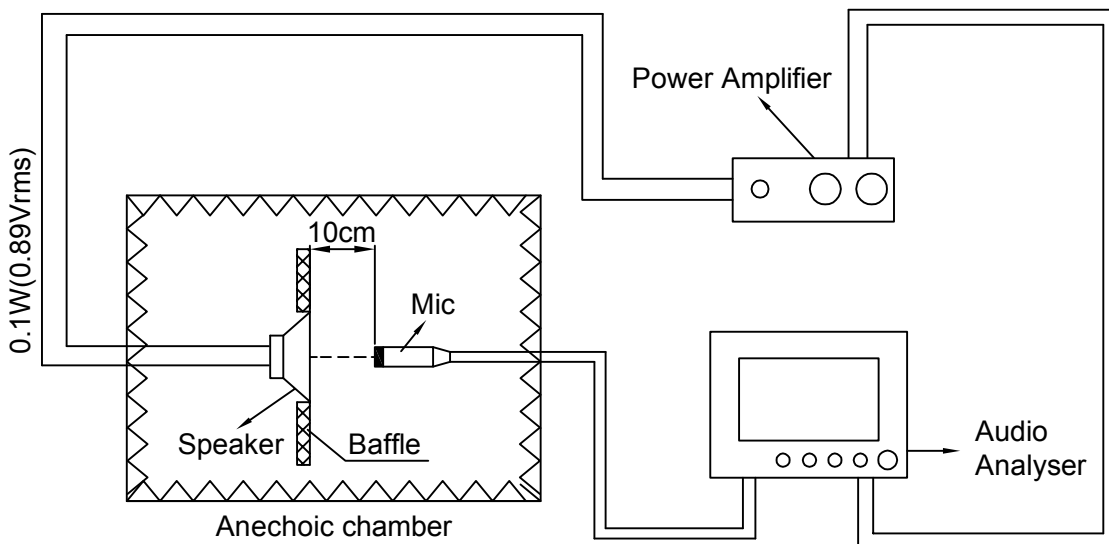 Power Amplifier
0.1W(0.89Vrms)
10cm
Mic
Speaker
Baffle
Audio
Analyser
Anechoic chamber